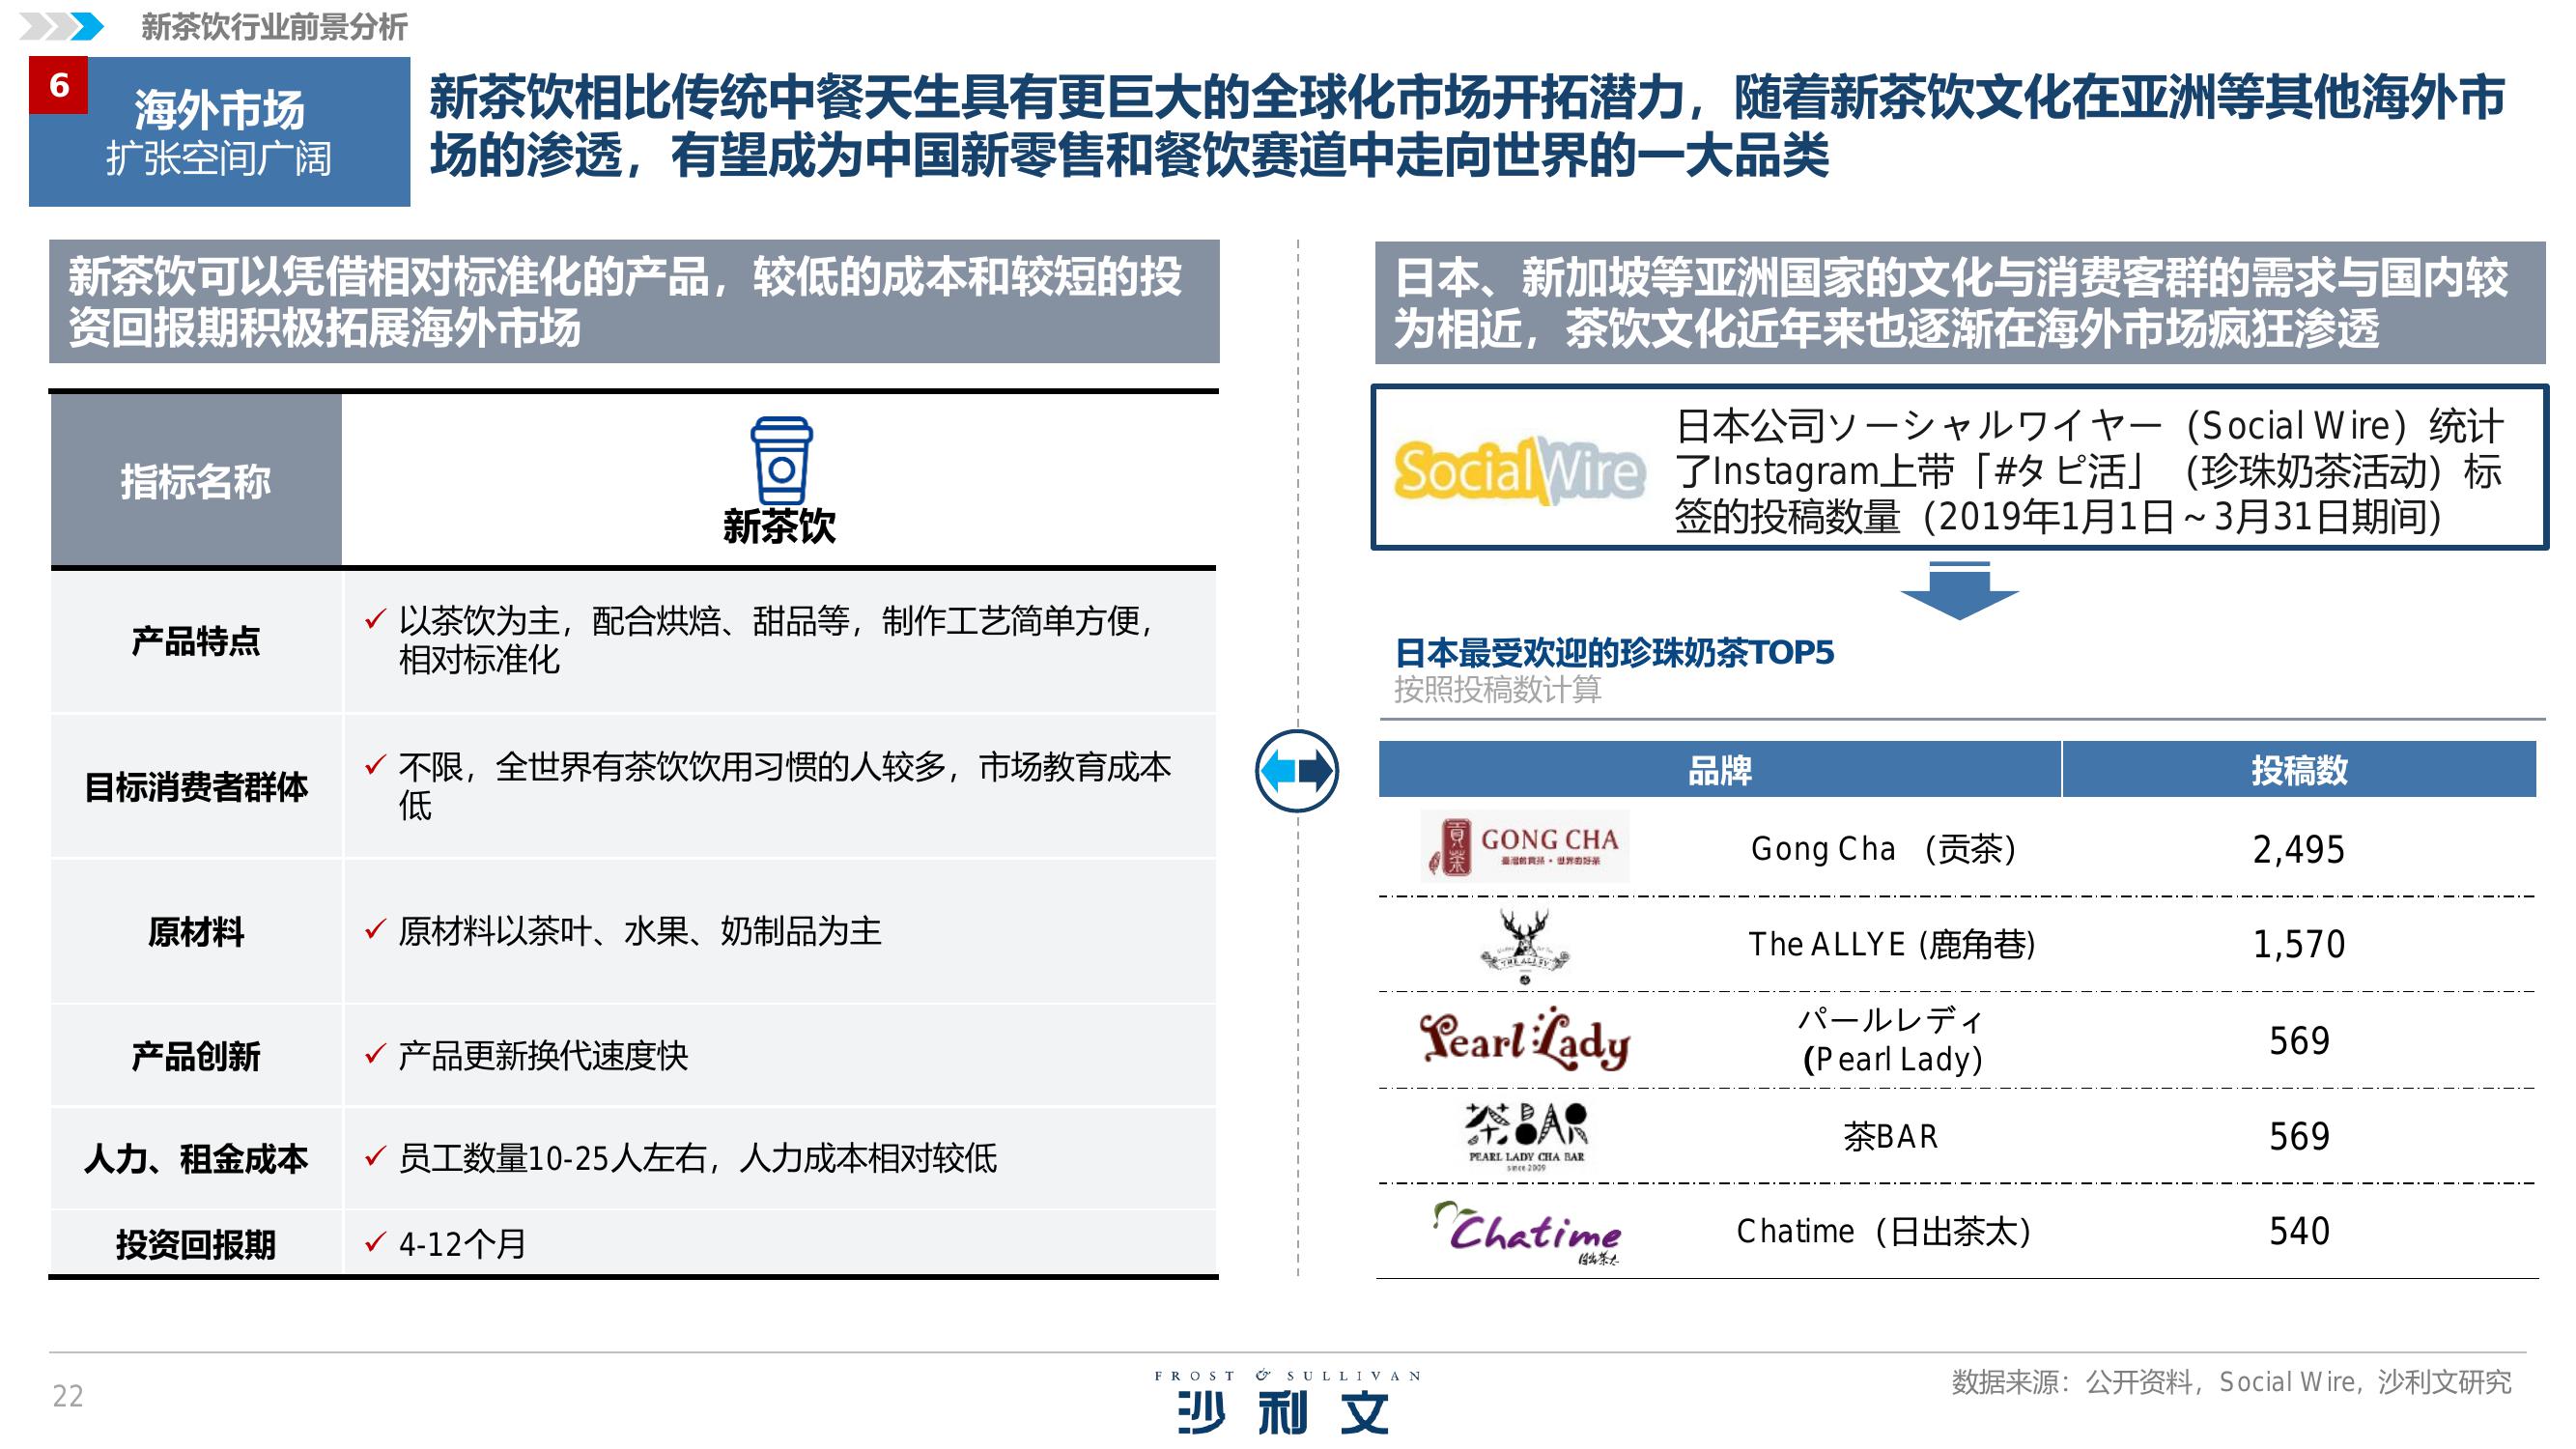 新茶饮行业前景分析
6
海外市场
扩张空间广阔
新茶饮相比传统中餐天生具有更巨大的全球化市场开拓潜力，随着新茶饮文化在亚洲等其他海外市
场的渗透，有望成为中国新零售和餐饮赛道中走向世界的一大品类
新茶饮可以凭借相对标准化的产品，较低的成本和较短的投
资回报期积极拓展海外市场
指标名称
新茶饮
产品特点
✓ 以茶饮为主，配合烘焙、甜品等，制作工艺简单方便，
相对标准化
目标消费者群体
✓ 不限，全世界有茶饮饮用习惯的人较多，市场教育成本
低
原材料
✓ 原材料以茶叶、水果、奶制品为主
产品创新
✓ 产品更新换代速度快
人力、租金成本
✓ 员工数量10-25人左右，人力成本相对较低
投资回报期
✓ 4-12个月
日本、新加坡等亚洲国家的文化与消费客群的需求与国内较
为相近，茶饮文化近年来也逐渐在海外市场疯狂渗透
SocialWire
日本公司ソーシャルワイヤー（Social Wire）统计
了Instagram上带「#タピ活」（珍珠奶茶活动）标
签的投稿数量（2019年1月1日～3月31日期间）
日本最受欢迎的珍珠奶茶TOP5
按照投稿数计算
品牌 投稿数
貢茶 GONG CHA
Gong Cha （贡茶） 2,495
THE ALLEY
The ALLYE (鹿角巷) 1,570
Pearl Lady
パールレディ
(Pearl Lady) 569
茶BAR
PEARL LADY CHA BAR
since 2009
茶BAR 569
Chatime
日出茶太
Chatime（日出茶太） 540
22
FROST & SULLIVAN
沙利文
数据来源：公开资料，Social Wire，沙利文研究